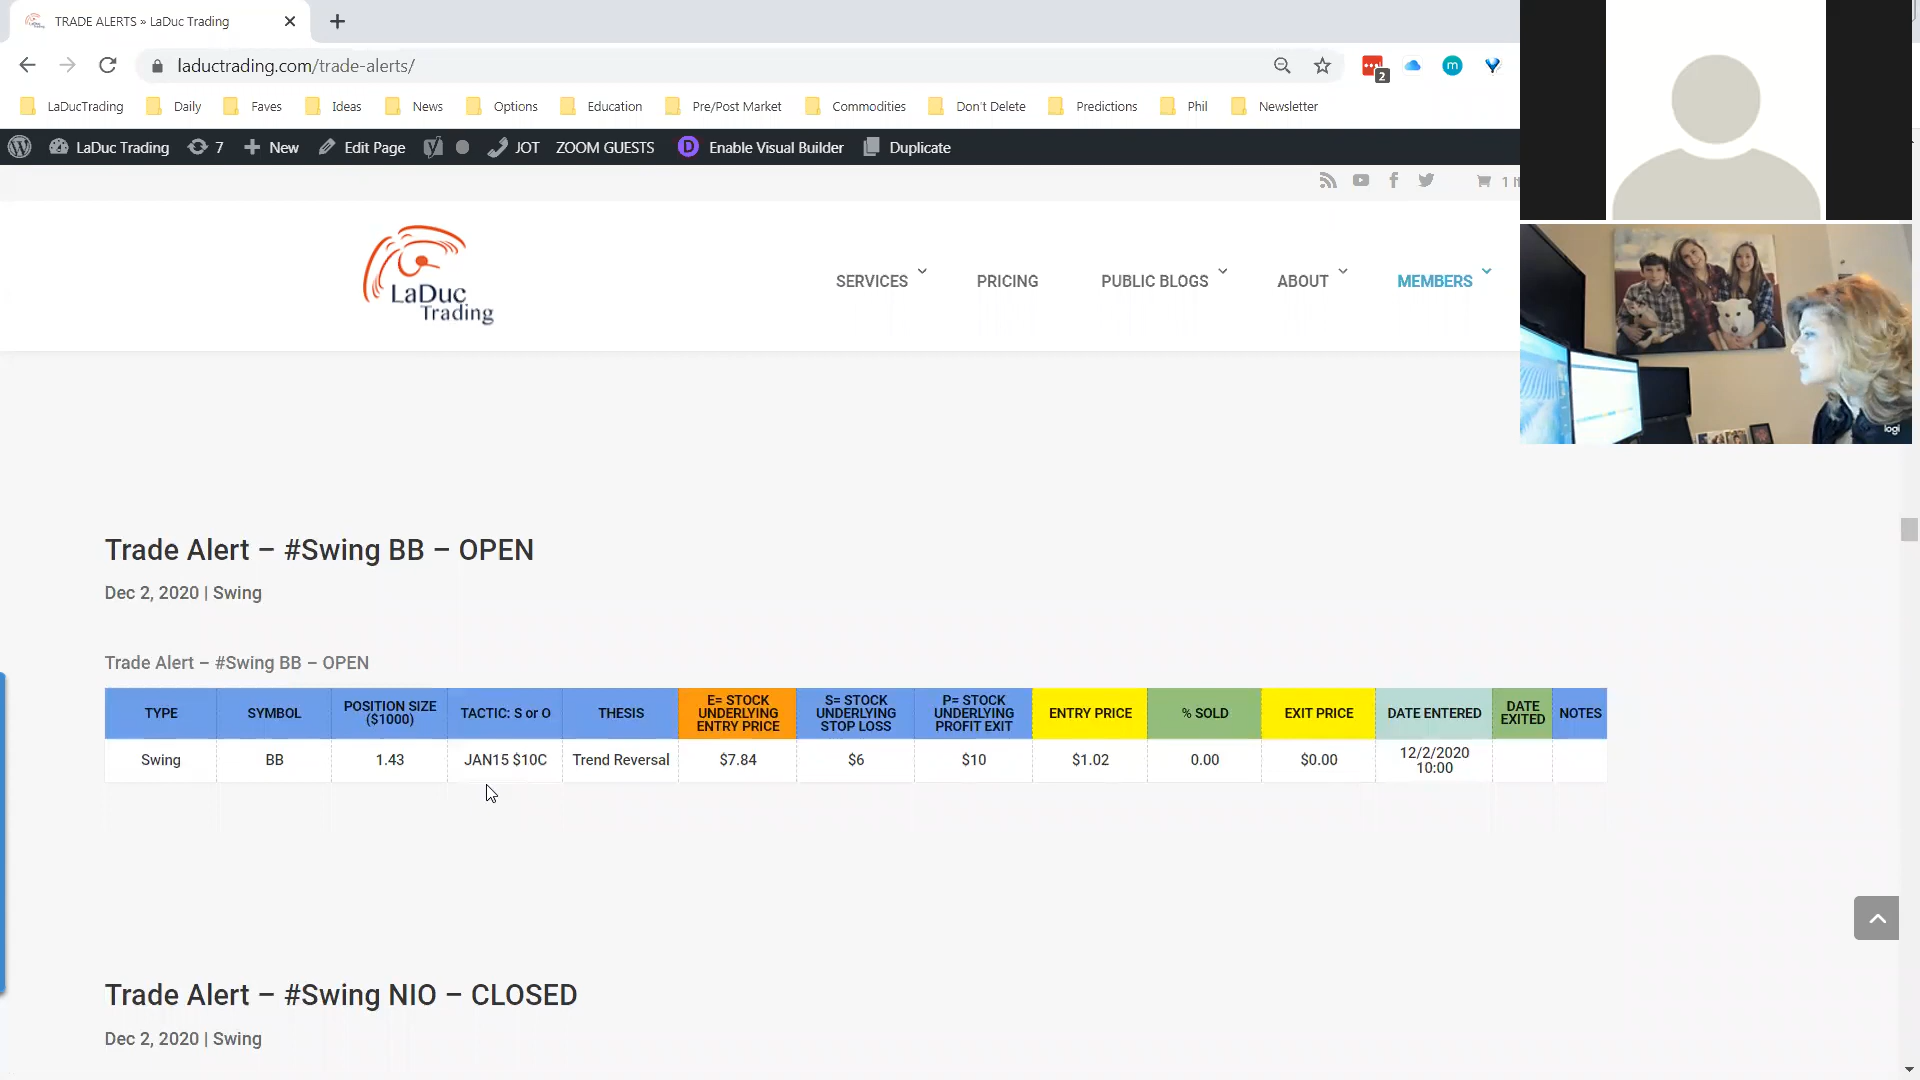 TRADE ALERTS » LaDuc Trading
laductrading.com/trade-alerts/
2
m
LaDucTrading Daily Faves Ideas News Options Education Pre/Post Market Commodities Don't Delete Predictions Phil Newsletter
LaDuc Trading 7 New Edit Page JOT ZOOM GUESTS D Enable Visual Builder Duplicate
1
LaDuc
Trading
SERVICES PRICING PUBLIC BLOGS ABOUT MEMBERS
logi
Trade Alert – #Swing BB – OPEN
Dec 2, 2020 | Swing
Trade Alert – #Swing BB – OPEN
TYPE SYMBOL POSITION SIZE ($1000) TACTIC: S or O THESIS E= STOCK UNDERLYING ENTRY PRICE S= STOCK UNDERLYING STOP LOSS P= STOCK UNDERLYING PROFIT EXIT ENTRY PRICE % SOLD EXIT PRICE DATE ENTERED DATE EXITED NOTES
Swing BB 1.43 JAN15 $10C Trend Reversal $7.84 $6 $10 $1.02 0.00 $0.00 12/2/2020 10:00
Trade Alert – #Swing NIO – CLOSED
Dec 2, 2020 | Swing